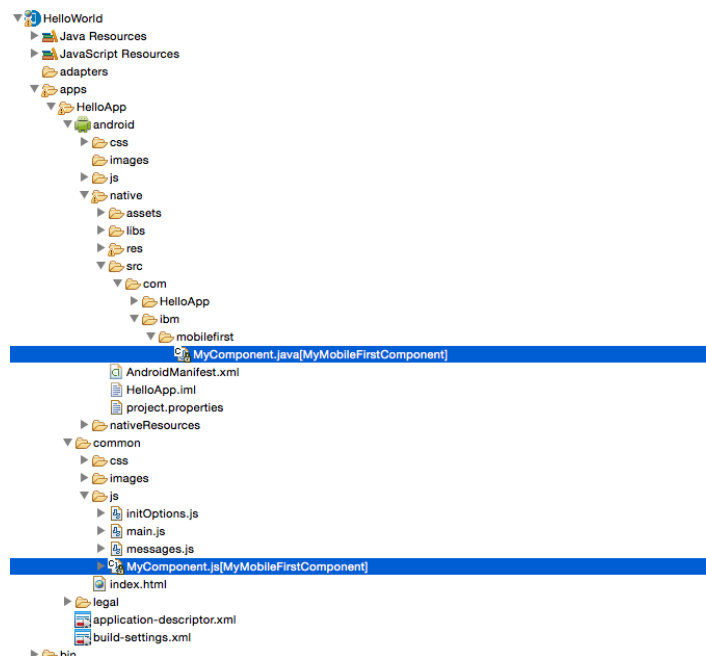 HelloWorld
Java Resources
JavaScript Resources
adapters
apps
HelloApp
android
css
images
js
native
assets
libs
res
src
com
HelloApp
ibm
mobilefirst
MyComponent.java[MyMobileFirstComponent]
AndroidManifest.xml
HelloApp.iml
project.properties
nativeResources
common
css
images
js
initOptions.js
main.js
messages.js
MyComponent.js[MyMobileFirstComponent]
index.html
legal
application-descriptor.xml
build-settings.xml
bin